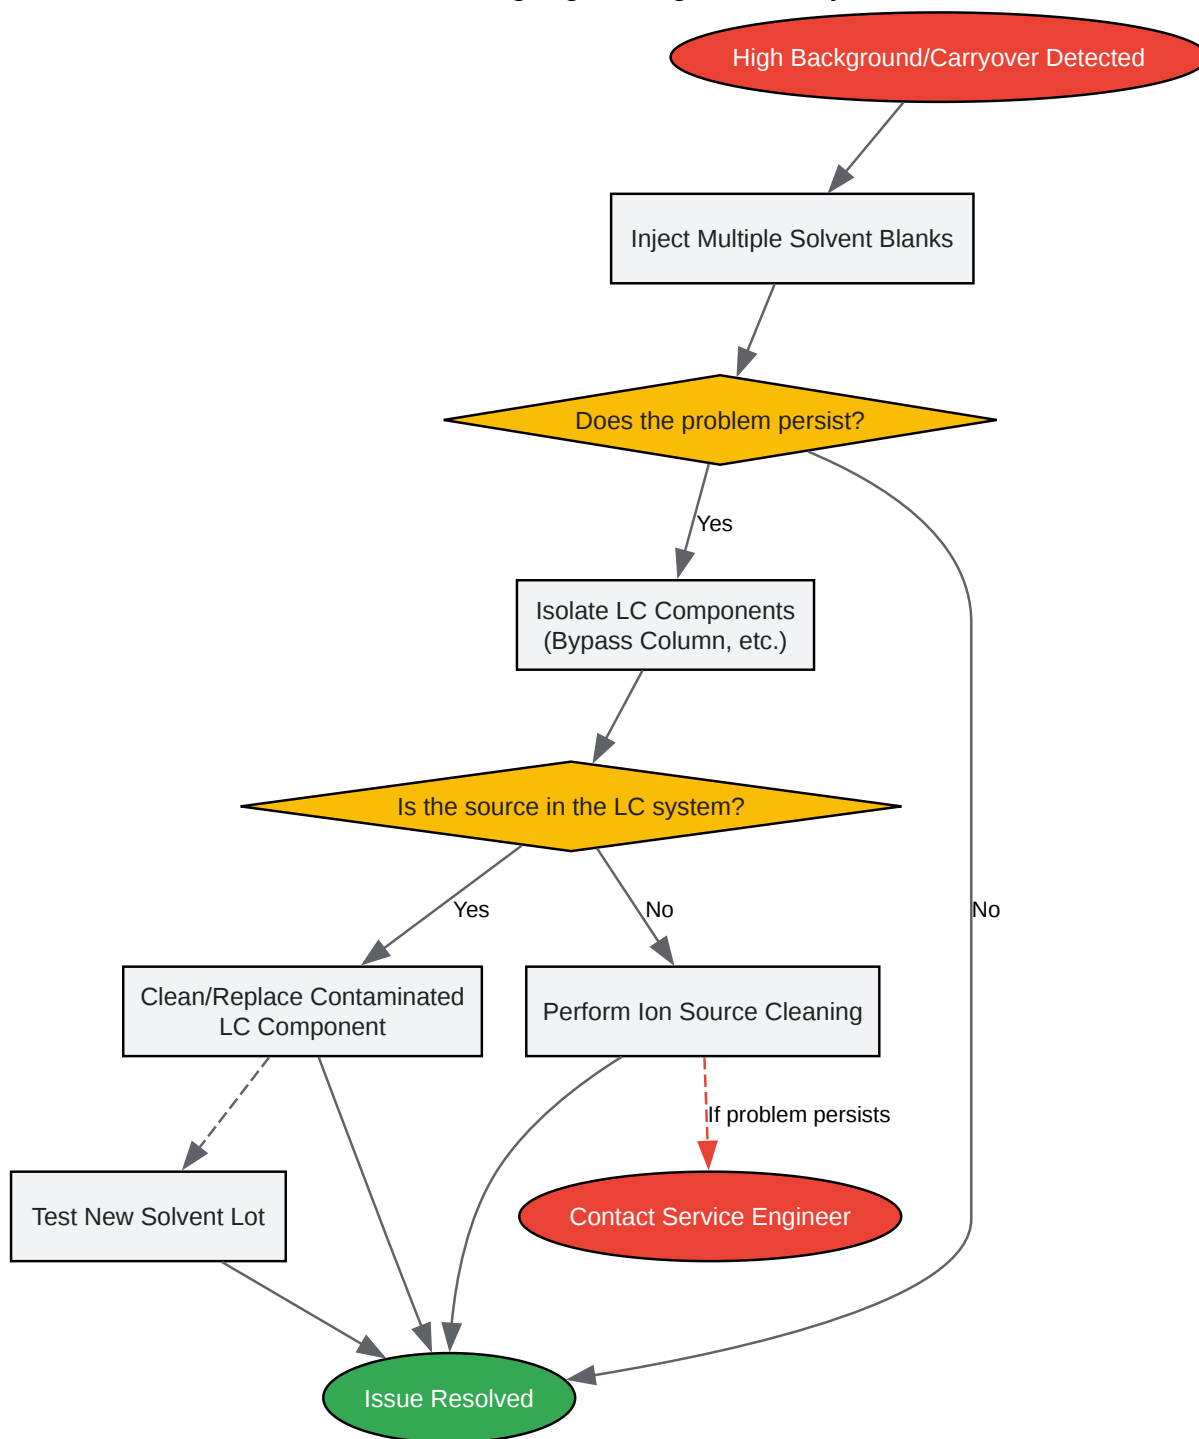 High Background/Carryover Detected
Inject Multiple Solvent Blanks
Does the problem persist?
Yes
Isolate LC Components
(Bypass Column, etc.)
Is the source in the LC system?
Yes
No
No
Clean/Replace Contaminated
LC Component
Perform Ion Source Cleaning
If problem persists
Test New Solvent Lot
Contact Service Engineer
Issue Resolved